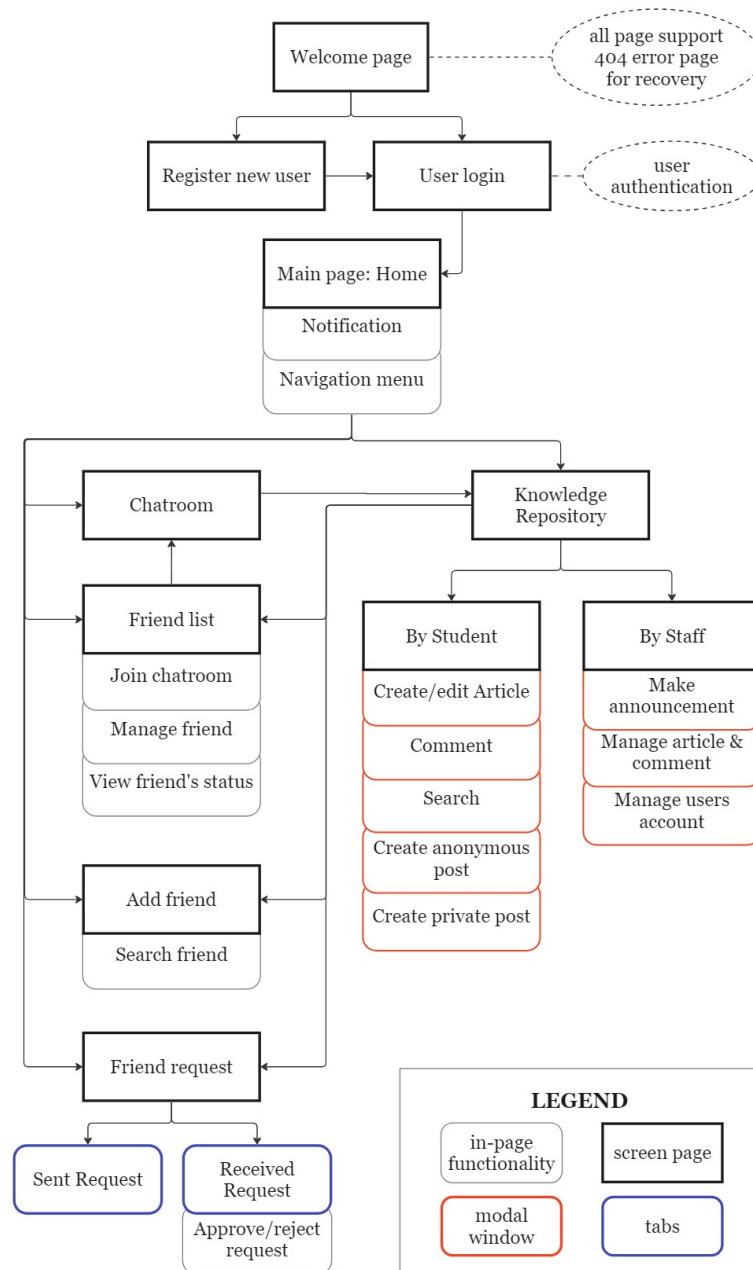 Welcome page
all page support
404 error page
for recovery
Register new user
User login
user
authentication
Main page: Home
Notification
Navigation menu
Chatroom
Knowledge
Repository
Friend list
Join chatroom
Manage friend
View friend's status
By Student
Create/edit Article
Comment
Search
Create anonymous
post
Create private post
By Staff
Make
announcement
Manage article &
comment
Manage users
account
Add friend
Search friend
Friend request
Sent Request
Received
Request
Approve/reject
request
LEGEND
in-page
functionality
screen page
modal
window
tabs